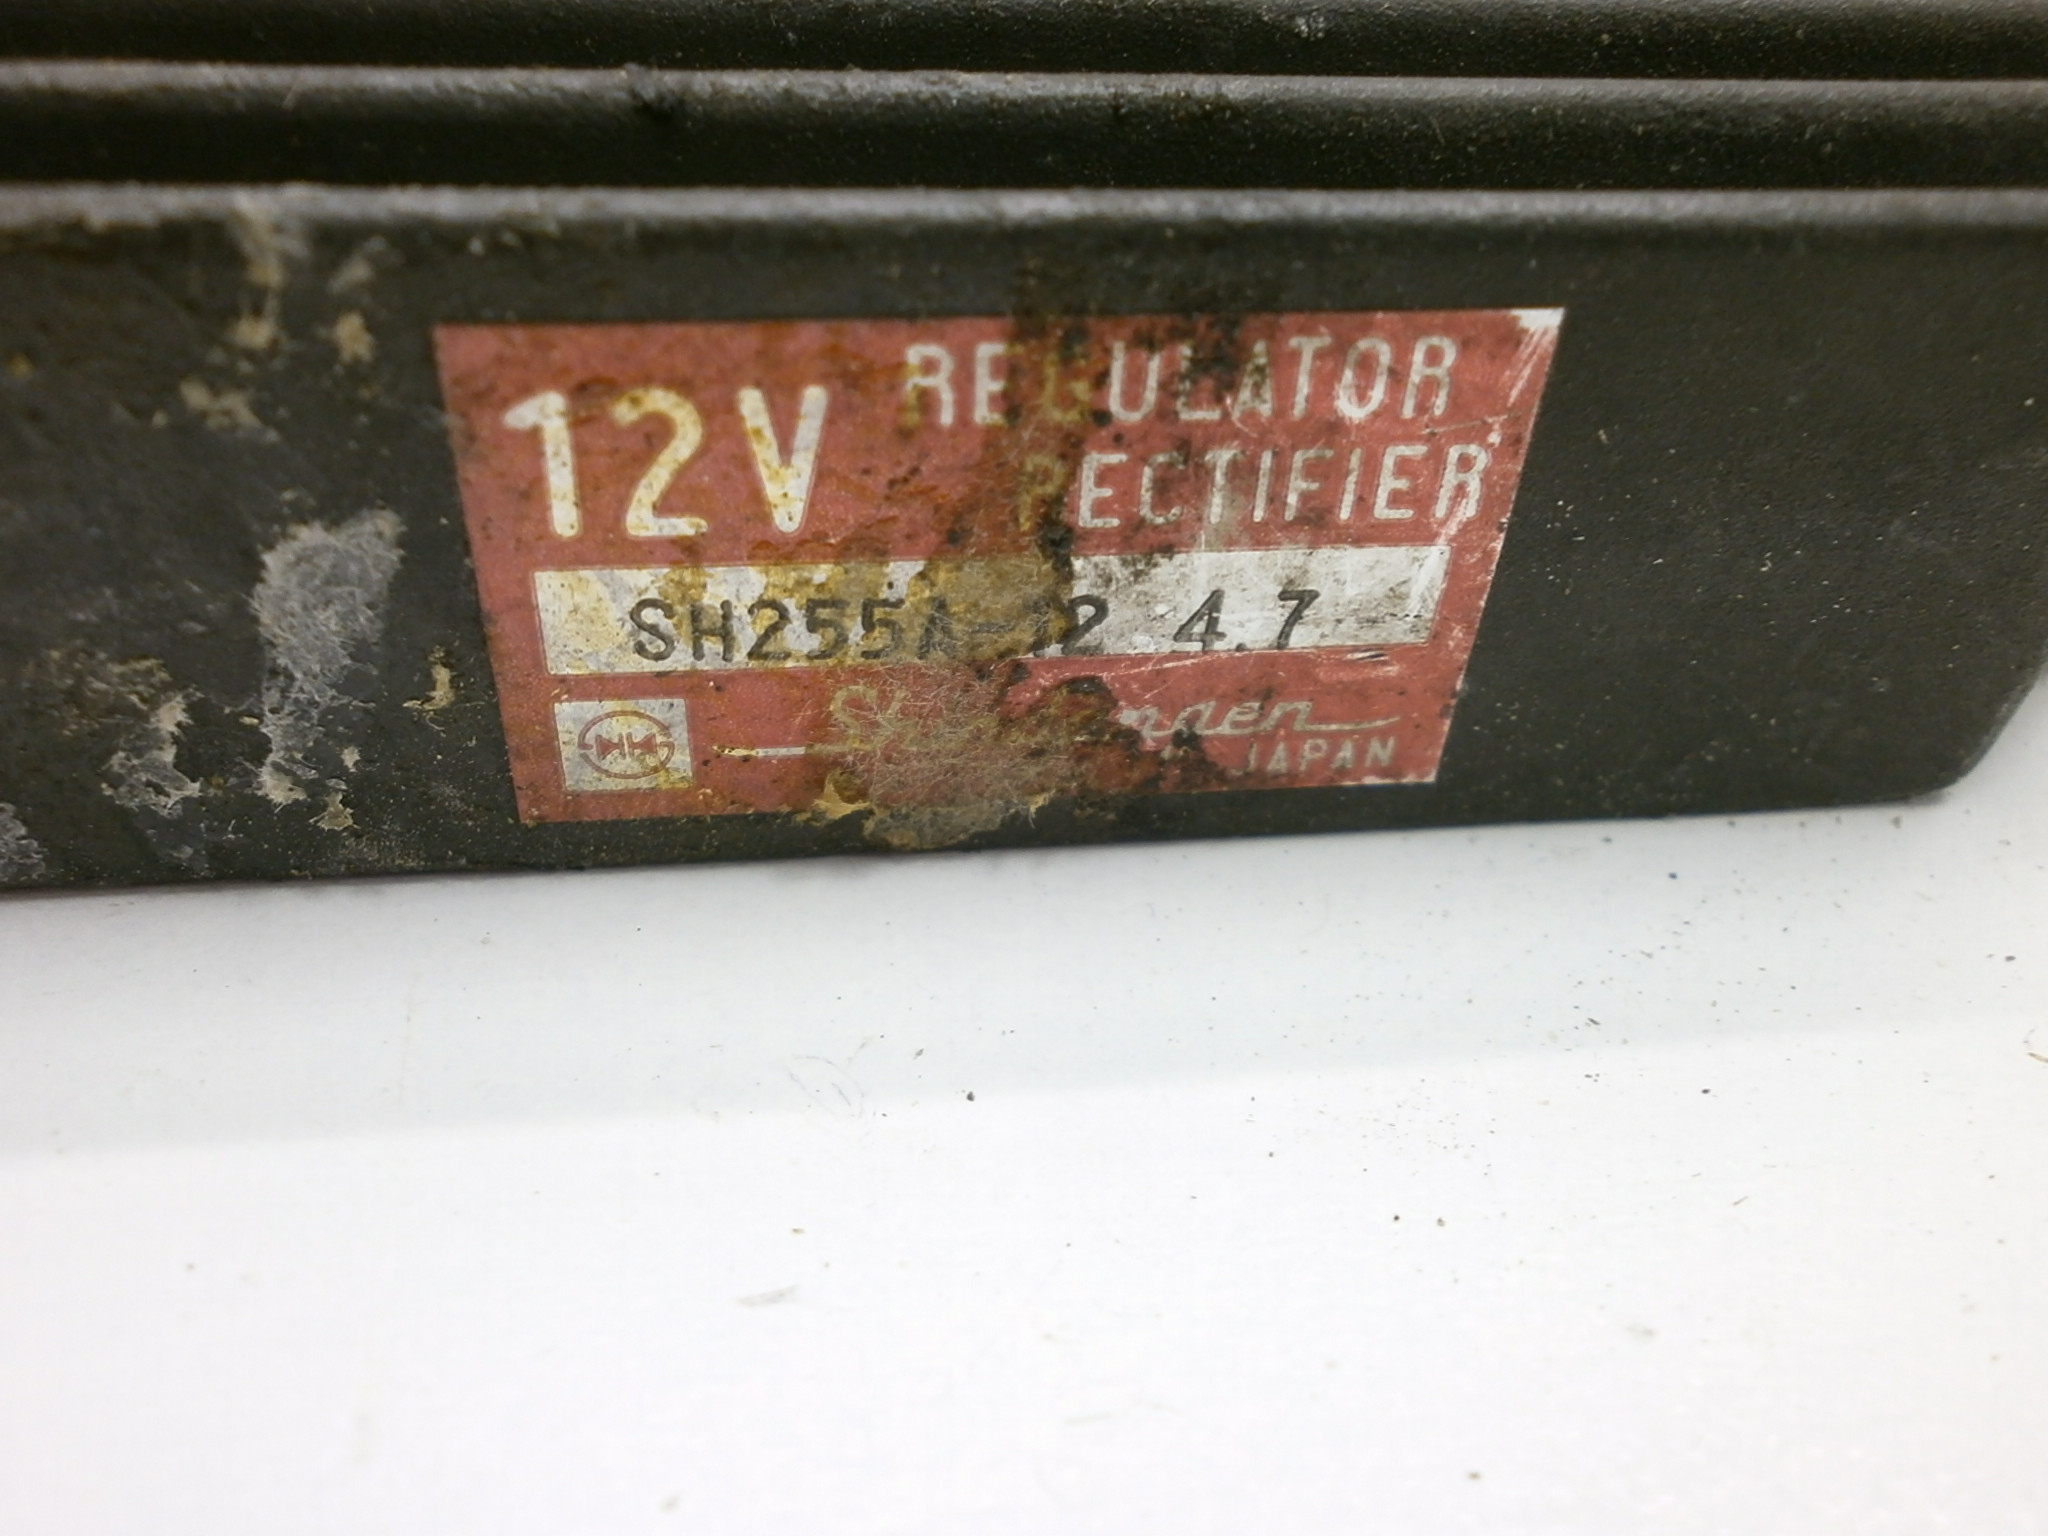 12V REGULATOR
RECTIFIER
SH255A-12 4.7
JAPAN